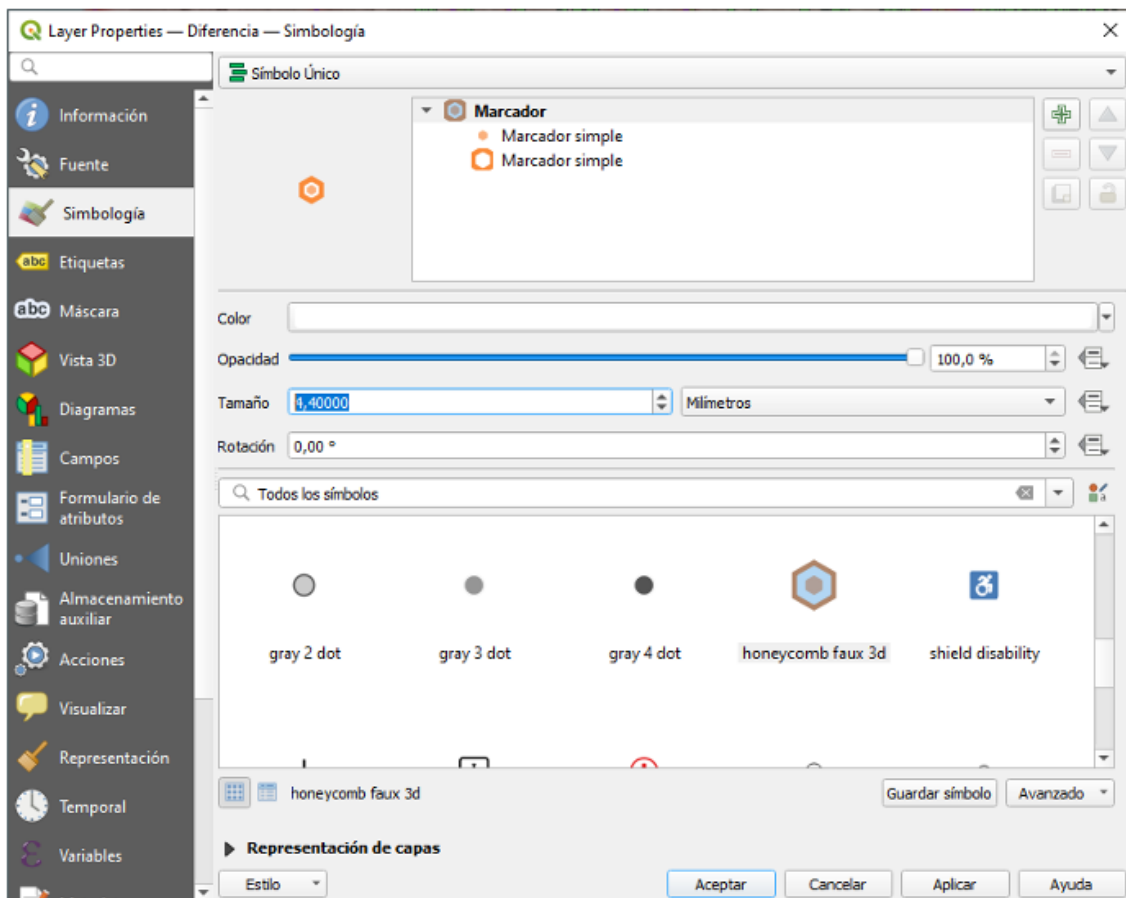 Layer Properties — Diferencia — Simbología
Símbolo Único
Información
Fuente
Simbología
abc Etiquetas
abc Máscara
Vista 3D
Diagramas
Campos
Formulario de
atributos
Uniones
Almacenamiento
auxiliar
Acciones
Visualizar
Representación
Temporal
Variables
Marcador
Marcador simple
Marcador simple
Color
Opacidad 100,0 %
Tamaño 4,40000 Milímetros
Rotación 0,00 °
Todos los símbolos
gray 2 dot gray 3 dot gray 4 dot honeycomb faux 3d shield disability
honeycomb faux 3d Guardar símbolo Avanzado
Representación de capas
Estilo Aceptar Cancelar Aplicar Ayuda